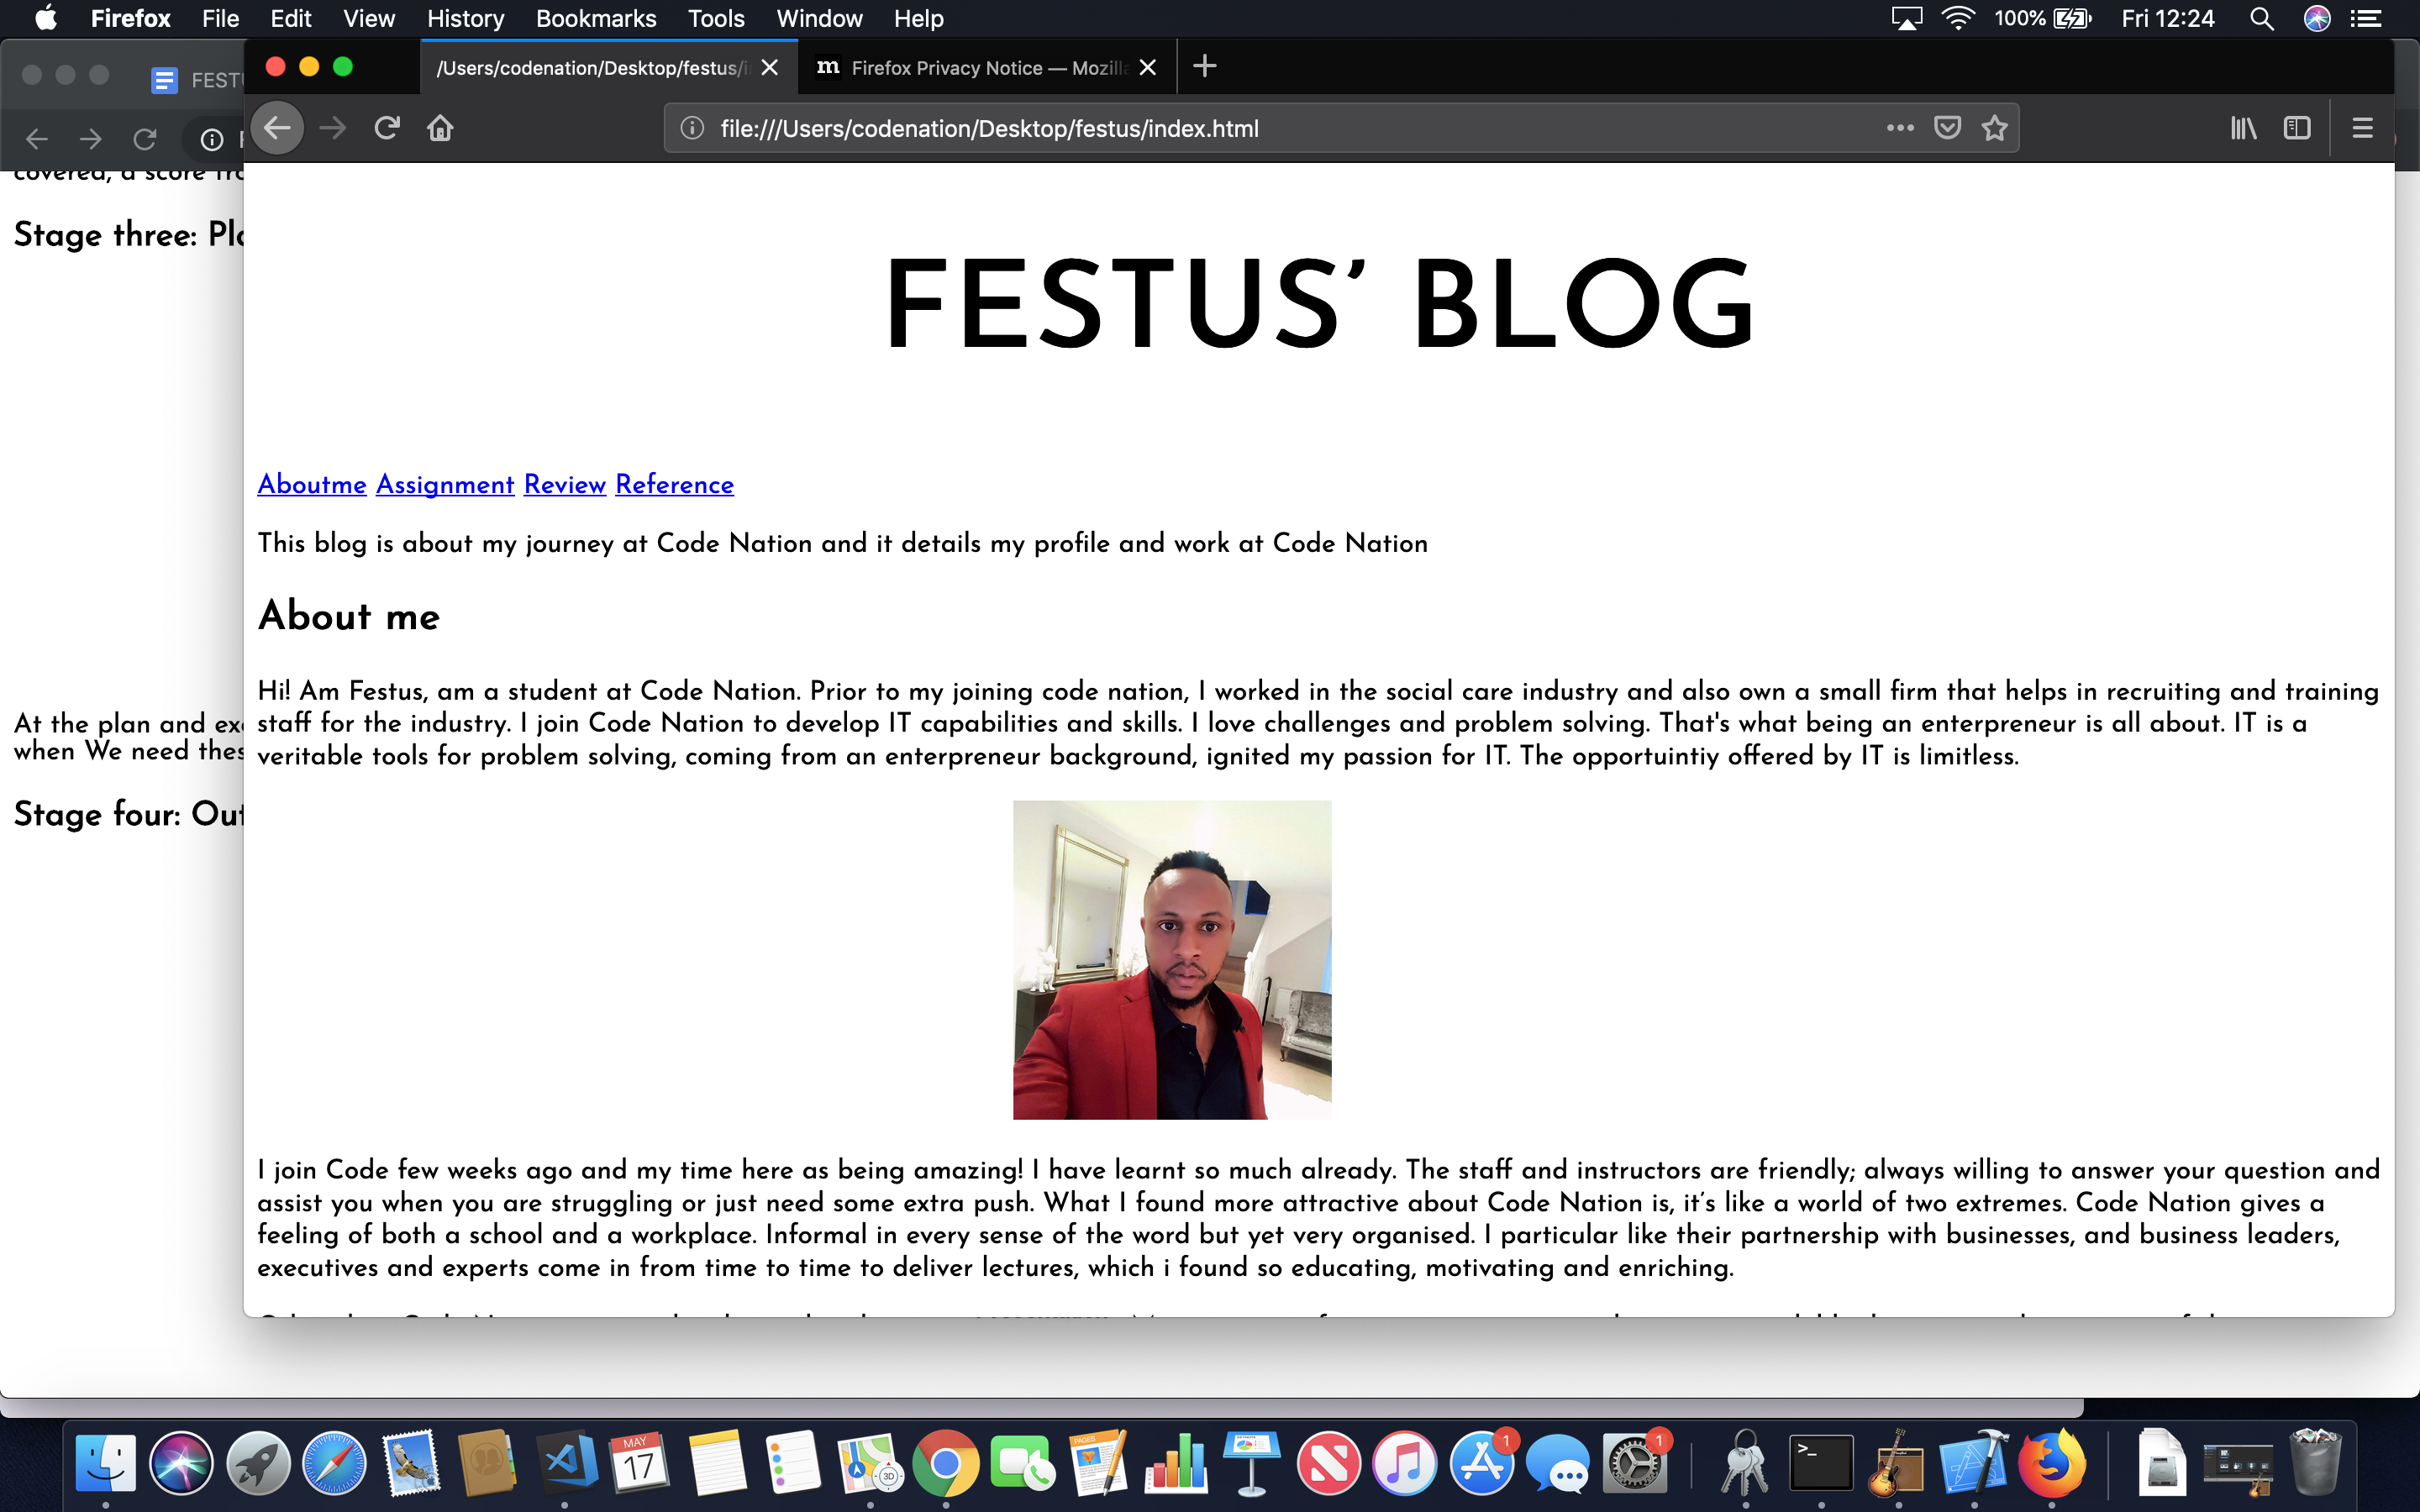 Firefox File Edit View History Bookmarks Tools Window Help 100% Fri 12:24
FEST
/Users/codenation/Desktop/festus/i
m Firefox Privacy Notice — Mozilla
file:///Users/codenation/Desktop/festus/index.html
covered, a score
Stage three:
FESTUS’ BLOG
Aboutme Assignment Review Reference
This blog is about my journey at Code Nation and it details my profile and work at Code Nation
About me
Hi! Am Festus, am a student at Code Nation. Prior to my joining code nation, I worked in the social care industry and also own a small firm that helps in recruiting and training
staff for the industry. I join Code Nation to develop IT capabilities and skills. I love challenges and problem solving. That's what being an enterpreneur is all about. IT is a
veritable tools for problem solving, coming from an enterpreneur background, ignited my passion for IT. The opportuintiy offered by IT is limitless.
At the plan and
when We need
Stage four:
I join Code few weeks ago and my time here as being amazing! I have learnt so much already. The staff and instructors are friendly; always willing to answer your question and
assist you when you are struggling or just need some extra push. What I found more attractive about Code Nation is, it’s like a world of two extremes. Code Nation gives a
feeling of both a school and a workplace. Informal in every sense of the word but yet very organised. I particular like their partnership with businesses, and business leaders,
executives and experts come in from time to time to deliver lectures, which i found so educating, motivating and enriching.
MAY
17
3D
PAGES
1
1
>_